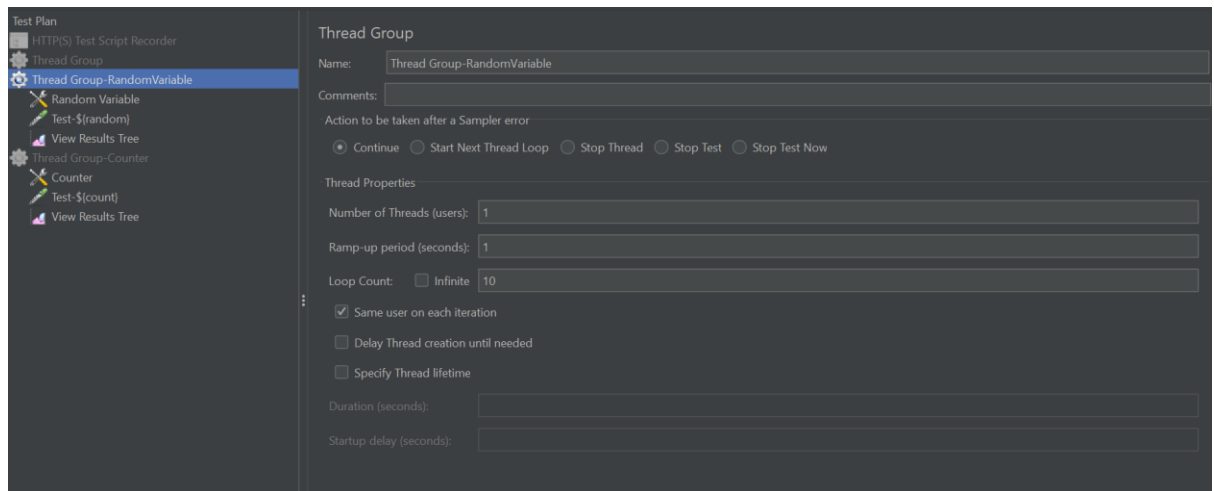 Test Plan
HTTP(S) Test Script Recorder
Thread Group
Thread Group-RandomVariable
Random Variable
Test-${random}
View Results Tree
Thread Group-Counter
Counter
Test-${count}
View Results Tree
Thread Group
Name: Thread Group-RandomVariable
Comments:
Action to be taken after a Sampler error
Continue Start Next Thread Loop Stop Thread Stop Test Stop Test Now
Thread Properties
Number of Threads (users): 1
Ramp-up period (seconds): 1
Loop Count: Infinite 10
Same user on each iteration
Delay Thread creation until needed
Specify Thread lifetime
Duration (seconds):
Startup delay (seconds):